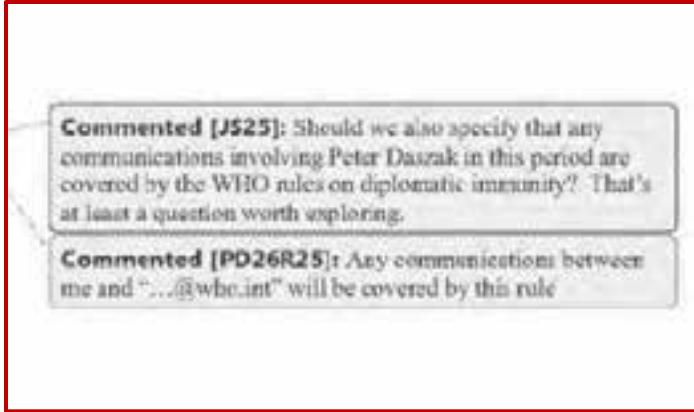 Commented [JS25]: Should we also specify that any
communications involving Peter Daszak in this period are
covered by the WHO rules on diplomatic immunity? That's
at least a question worth exploring.
Commented [PD26R25]: Any communications between
me and "…@who.int" will be covered by this rule